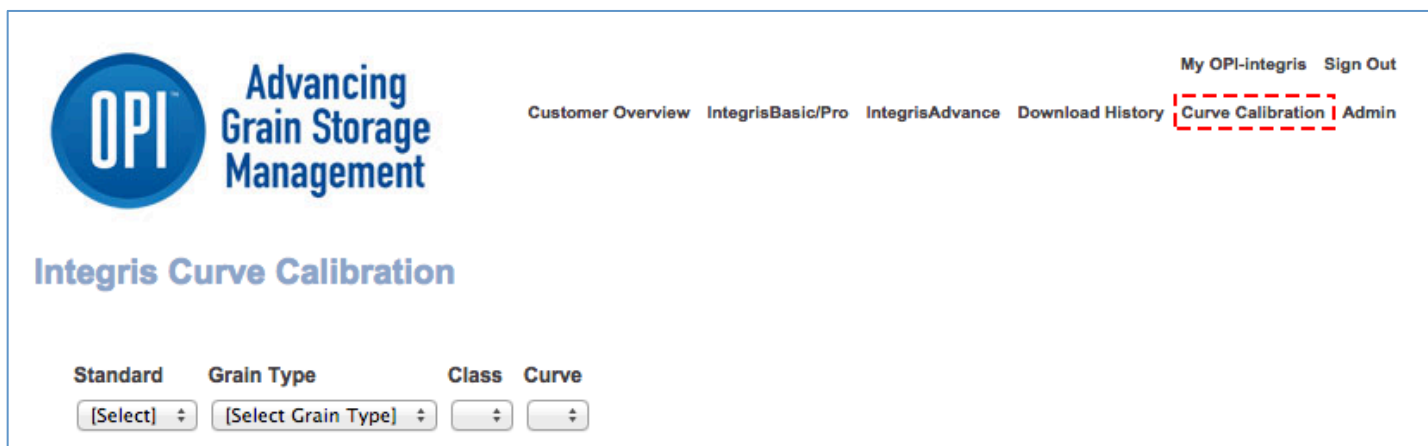 OPI™
Advancing
Grain Storage
Management
My OPI-integris Sign Out
Customer Overview IntegrisBasic/Pro IntegrisAdvance Download History Curve Calibration Admin
Integris Curve Calibration
Standard Grain Type Class Curve
[Select] [Select Grain Type]